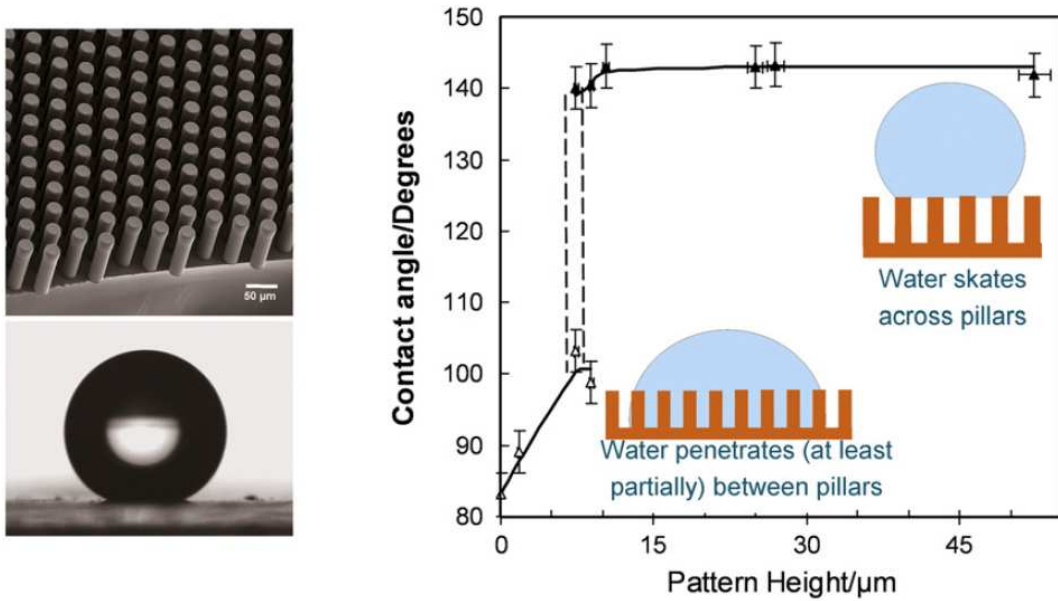 50 µm
Contact angle/Degrees
150
140
130
120
110
100
90
80
0
15
30
45
Pattern Height/µm
Water skates
across pillars
Water penetrates (at least
partially) between pillars